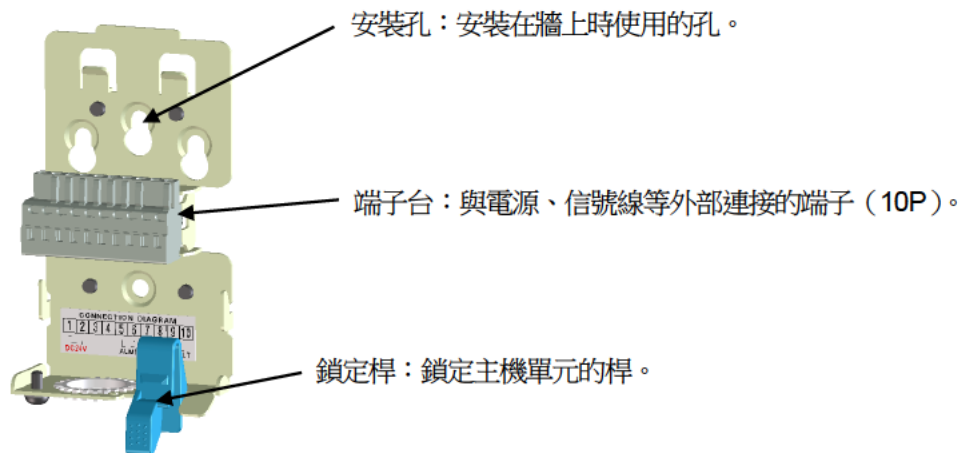 安裝孔：安裝在牆上時使用的孔。
端子台：與電源、信號線等外部連接的端子（10P）。
CONNECTION DIAGRAM
1 2 3 4 5 6 7 8 9 10
DC24V
鎖定桿：鎖定主機單元的桿。